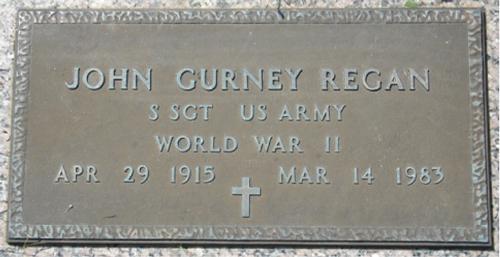 JOHN GURNEY REGAN
S SGT US ARMY
WORLD WAR II
APR 29 1915 MAR 14 1983